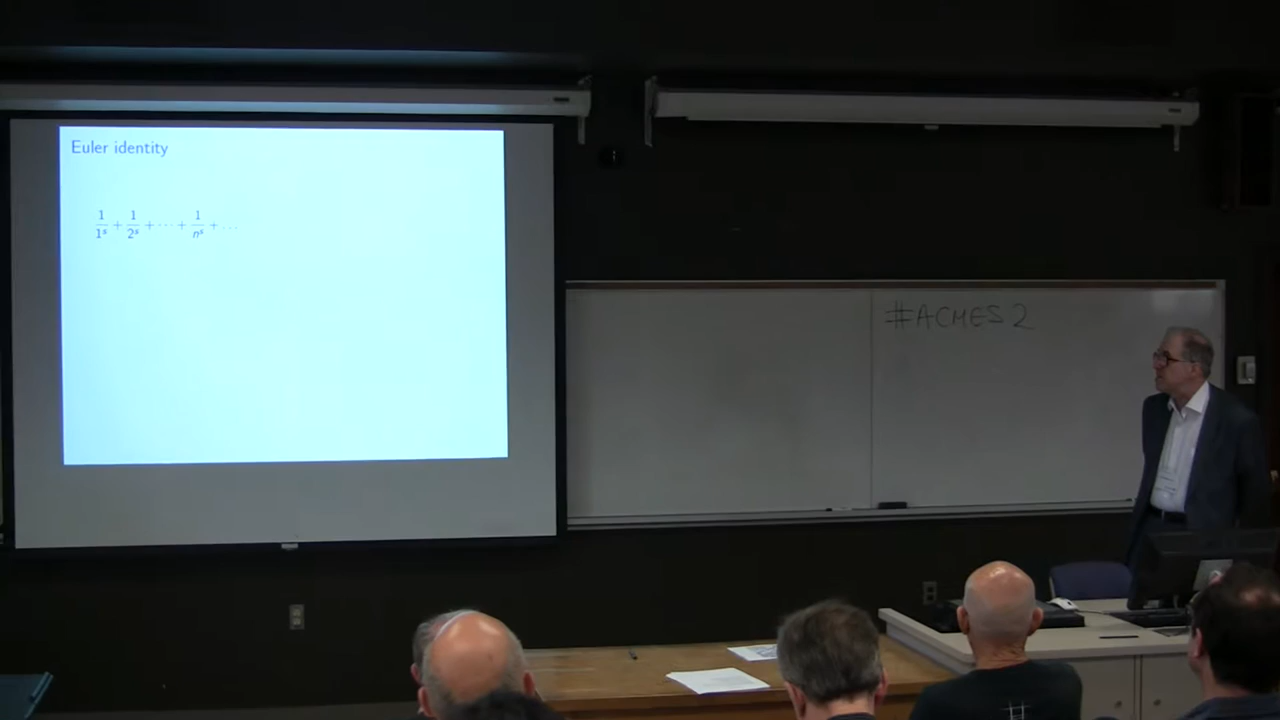 Euler identity
1/1^s + 1/2^s + ··· + 1/n^s + ...
#ACMES 2